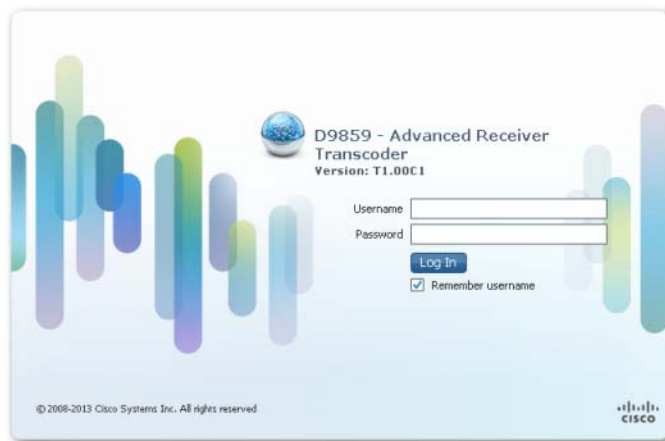 D9859 - Advanced Receiver
Transcoder
Version: T1.00C1
Username
Password
Log In
Remember username
© 2008-2013 Cisco Systems Inc. All rights reserved
CISCO